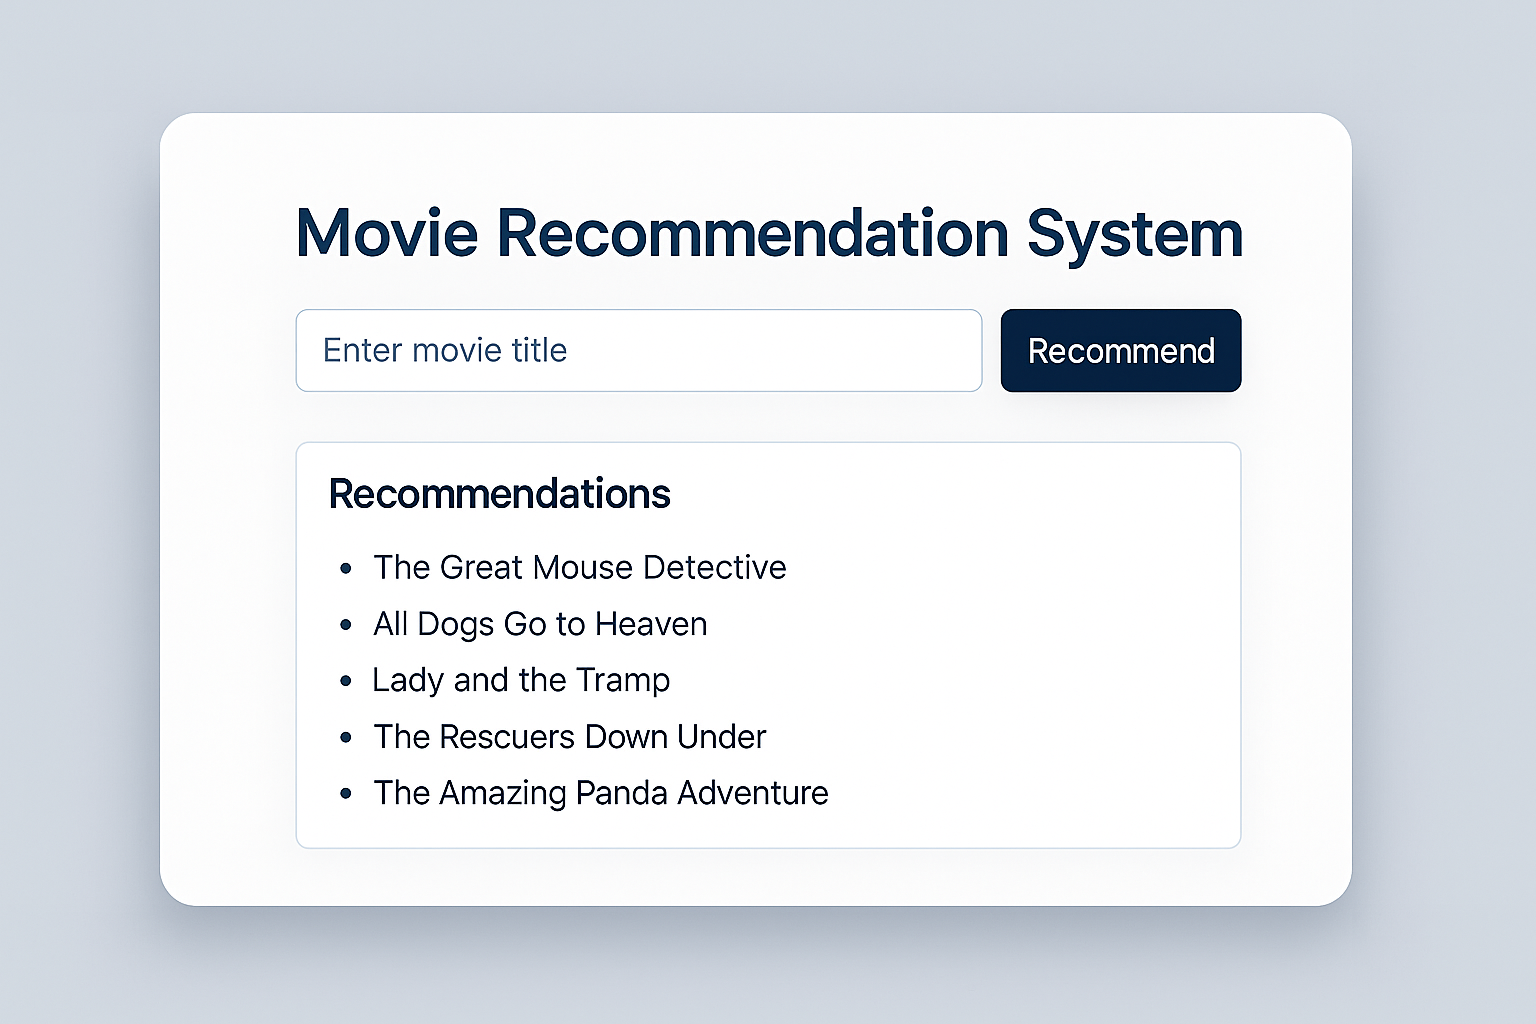 Movie Recommendation System
Enter movie title
Recommend
Recommendations
• The Great Mouse Detective
• All Dogs Go to Heaven
• Lady and the Tramp
• The Rescuers Down Under
• The Amazing Panda Adventure